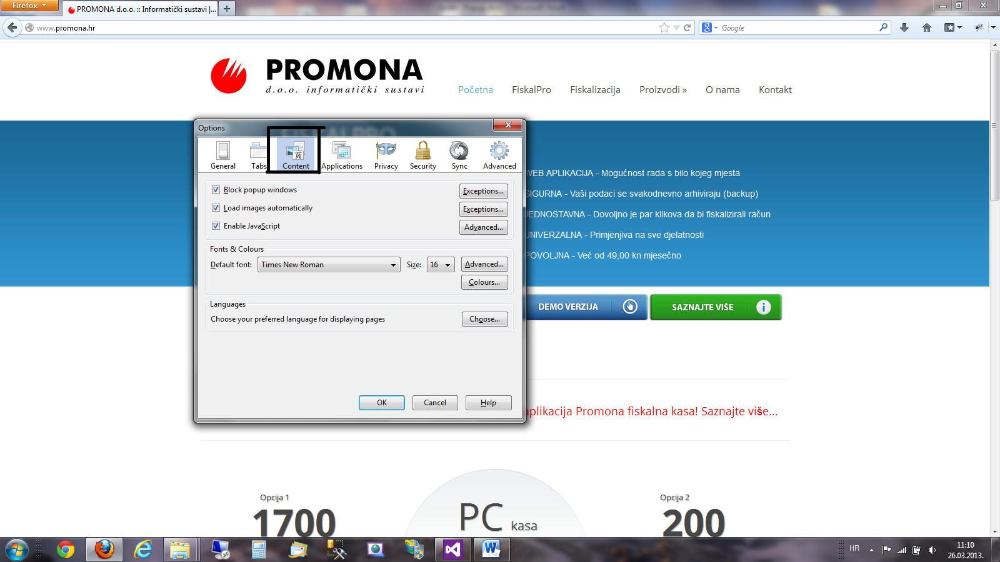 Firefox
PROMONA d.o.o. :: Informatički sustavi |...
www.promona.hr
Google
PROMONA
d.o.o. informatički sustavi
Početna FiskalPro Fiskalizacija Proizvodi » O nama Kontakt
FISKALPRO
Options
General Tabs Content Applications Privacy Security Sync Advanced
Block popup windows Exceptions...
Load images automatically Exceptions...
Enable JavaScript Advanced...
Fonts & Colours
Default font: Times New Roman Size: 16 Advanced...
Colours...
Languages
Choose your preferred language for displaying pages Choose...
OK Cancel Help
WEB APLIKACIJA - Mogućnost rada s bilo kojeg mjesta
SIGURNA - Vaši podaci se svakodnevno arhiviraju (backup)
JEDNOSTAVNA - Dovoljno je par klikova da bi fiskalizirali račun
UNIVERZALNA - Primjenjiva na sve djelatnosti
POVOLJNA - Već od 49,00 kn mjesečno
DEMO VERZIJA SAZNAJTE VIŠE
aplikacija Promona fiskalna kasa! Saznajte više...
Opcija 1
1700
PC kasa
Opcija 2
200
HR
11:10
26.03.2013.